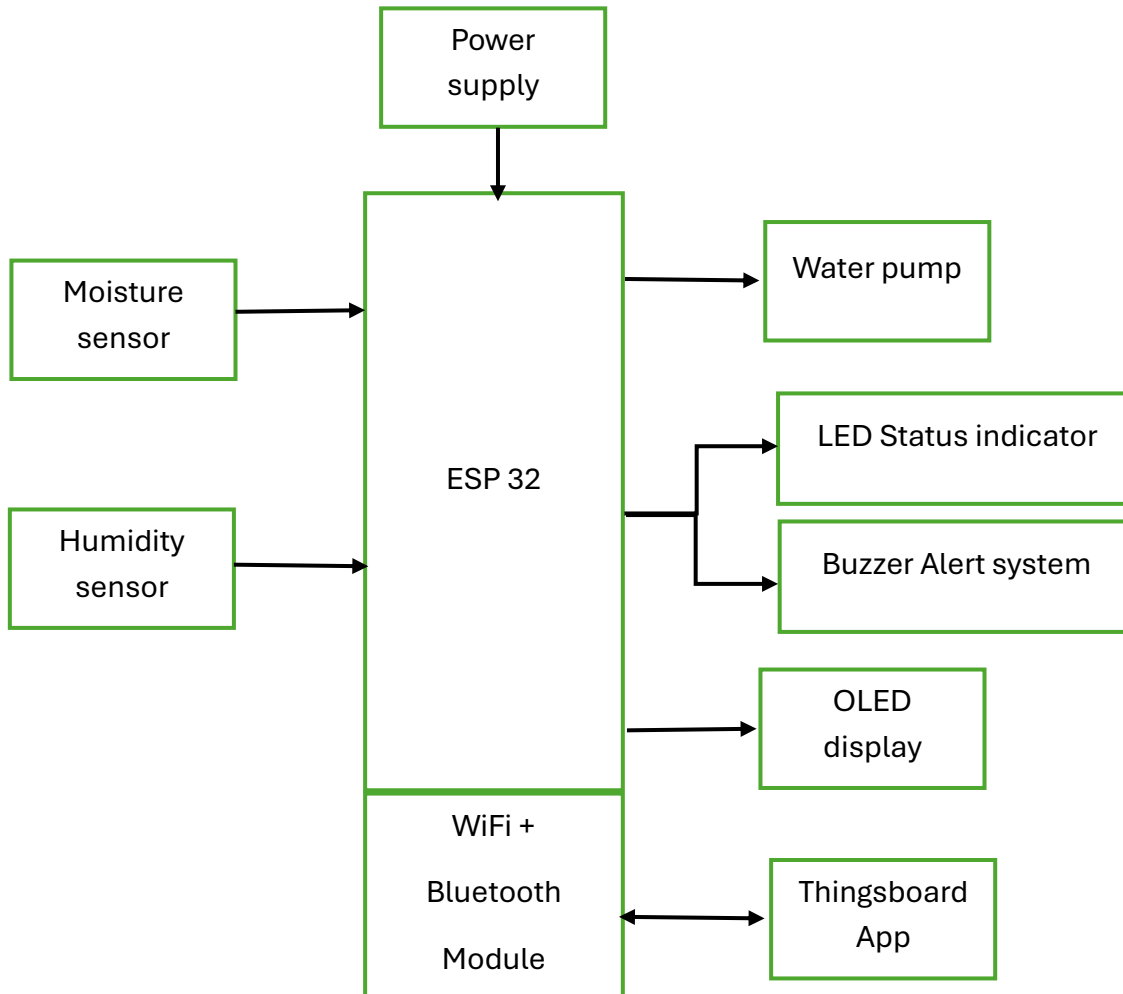 Power
supply
Moisture
sensor
Humidity
sensor
ESP 32
WiFi +
Bluetooth
Module
Water pump
LED Status indicator
Buzzer Alert system
OLED
display
Thingsboard
App